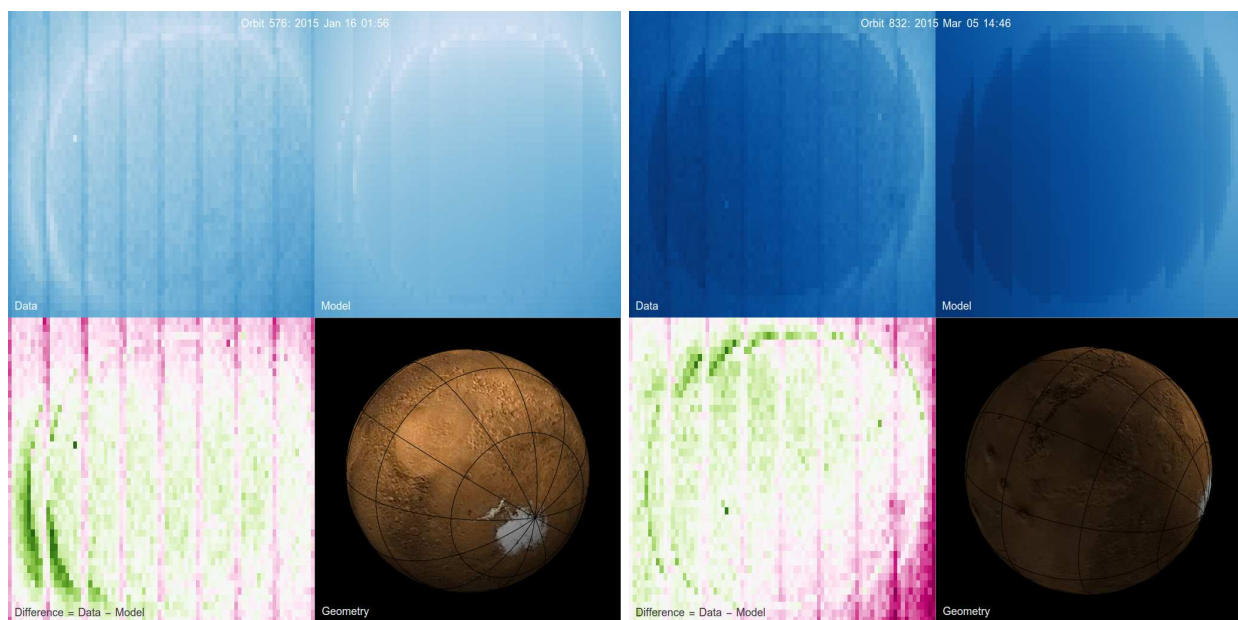 Orbit 576: 2015 Jan 16 01:56
Data
Model
Difference = Data − Model
Geometry
Orbit 832: 2015 Mar 05 14:46
Data
Model
Difference = Data − Model
Geometry